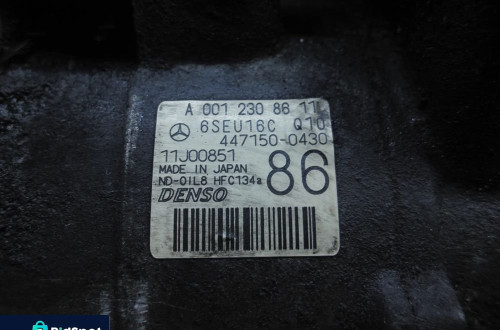 A 001 230 86 11
6SEU16C Q10
447150-0430
11J00851
MADE IN JAPAN
ND-OIL8 HFC134a
86
DENSO